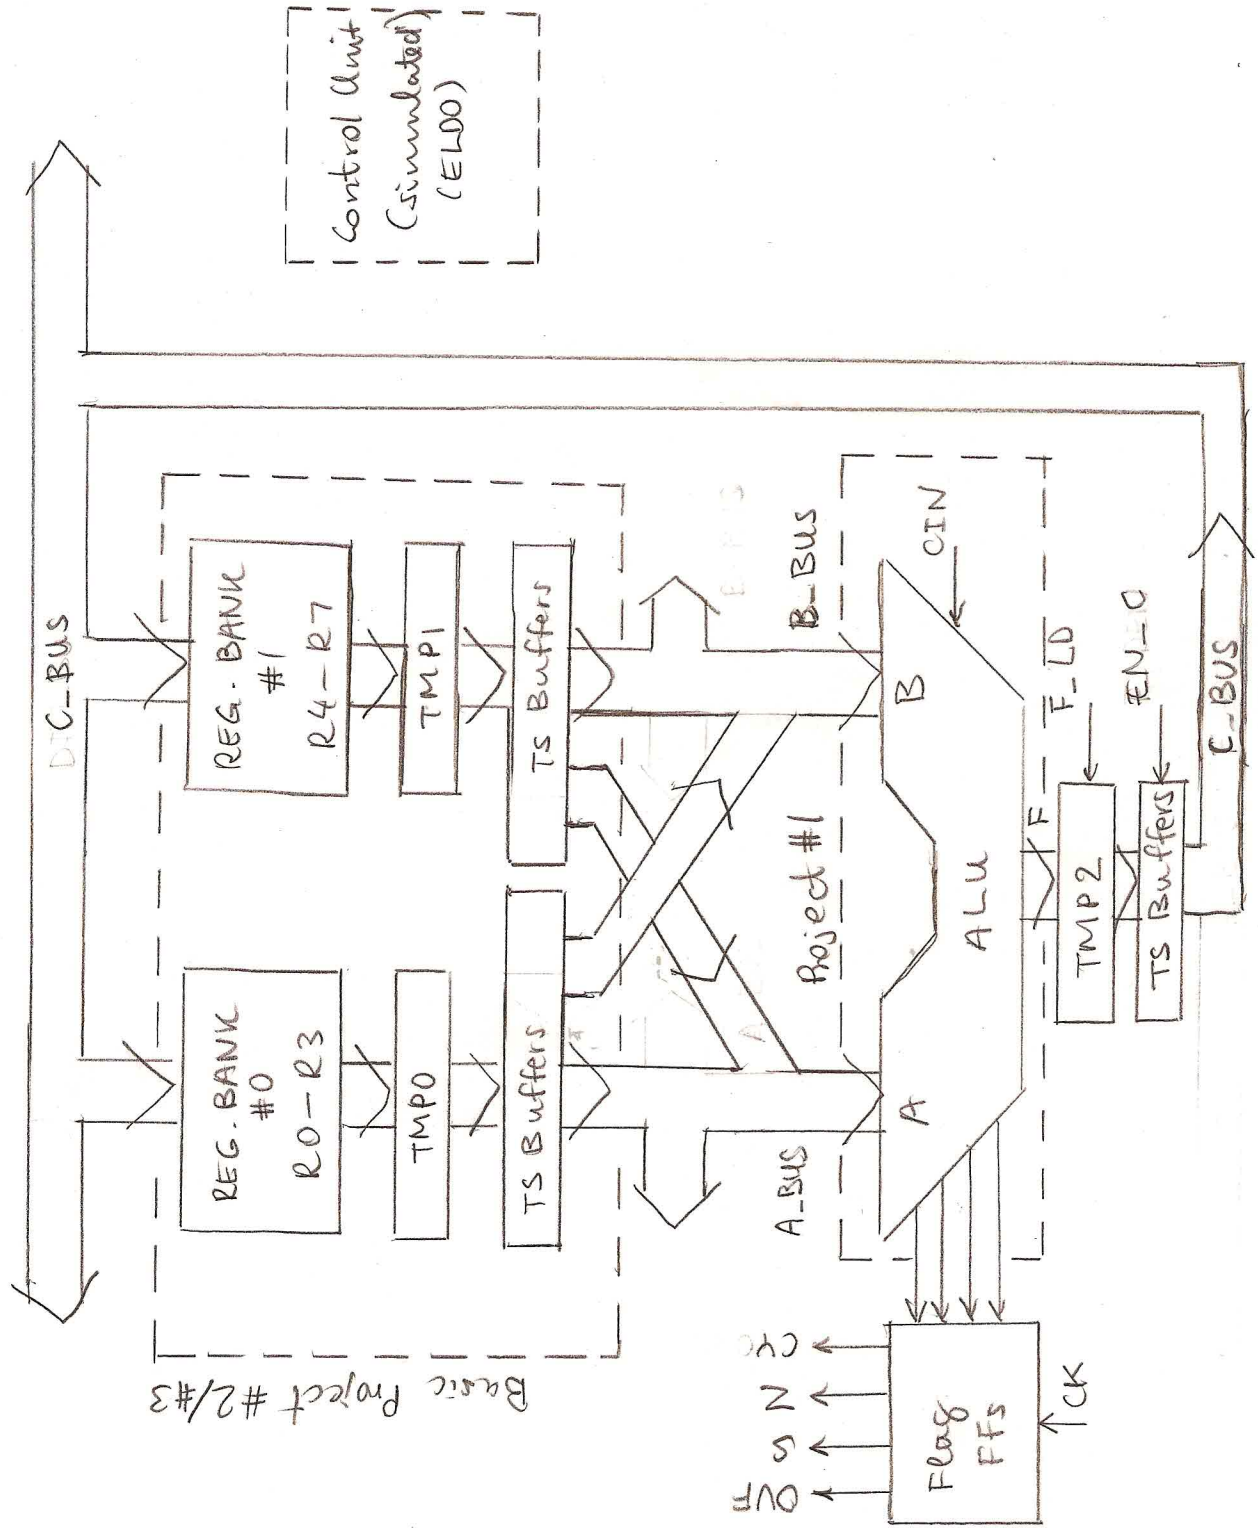 Control Unit
(simulated)
(ELDO)
C_BUS
REG. BANK
#0
R0-R3
REG. BANK
#1
R4-R7
TMP0
TMP1
TS Buffers
TS Buffers
Basic Project #2/#3
A_BUS
Project #1
B_BUS
A
B
ALU
CIN
F
F_LD
TMP2
EN_C
TS Buffers
C_BUS
CY
Z
S
OVF
Flag
FFs
CK